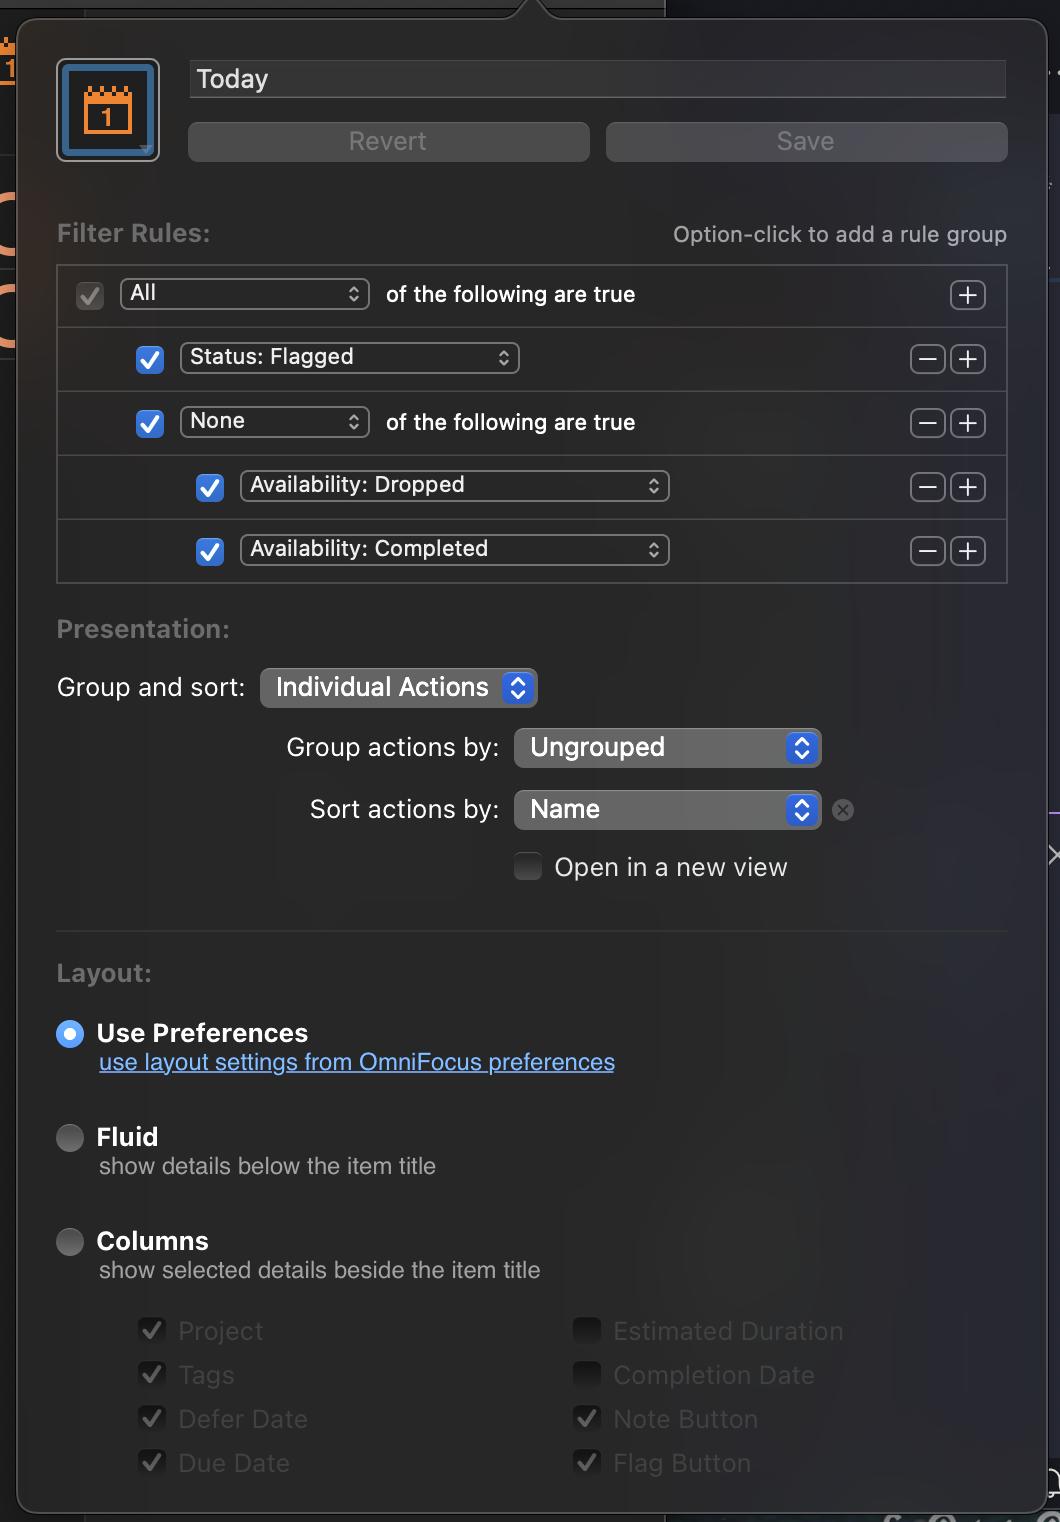 Today
1
Revert
Save
Filter Rules:
Option-click to add a rule group
All
of the following are true
Status: Flagged
None
of the following are true
Availability: Dropped
Availability: Completed
Presentation:
Group and sort:
Individual Actions
Group actions by:
Ungrouped
Sort actions by:
Name
Open in a new view
Layout:
Use Preferences
use layout settings from OmniFocus preferences
Fluid
show details below the item title
Columns
show selected details beside the item title
Project
Estimated Duration
Tags
Completion Date
Defer Date
Note Button
Due Date
Flag Button